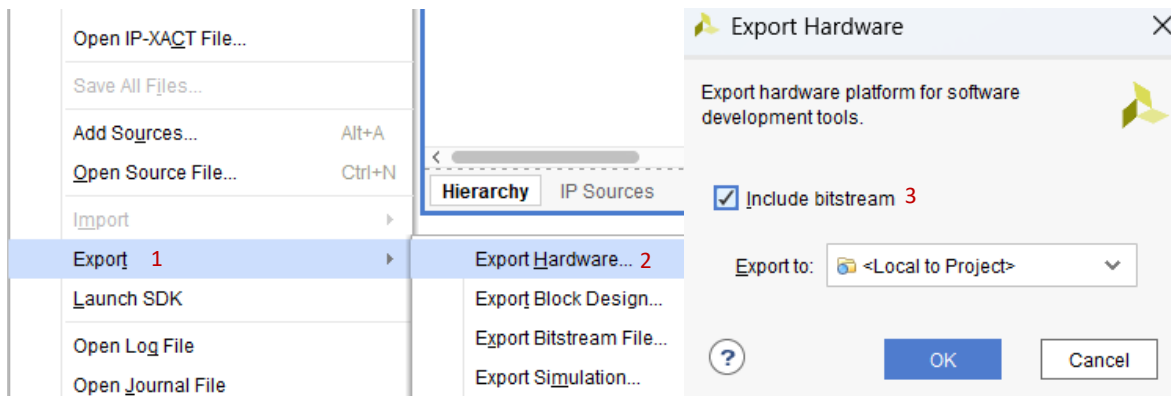 Open IP-XACT File...
Save All Files...
Add Sources... Alt+A
Open Source File... Ctrl+N
Import
Export 1
Launch SDK
Open Log File
Open Journal File
Hierarchy IP Sources
Export Hardware... 2
Export Block Design...
Export Bitstream File...
Export Simulation...
Export Hardware
Export hardware platform for software
development tools.
Include bitstream 3
Export to: <Local to Project>
? OK Cancel